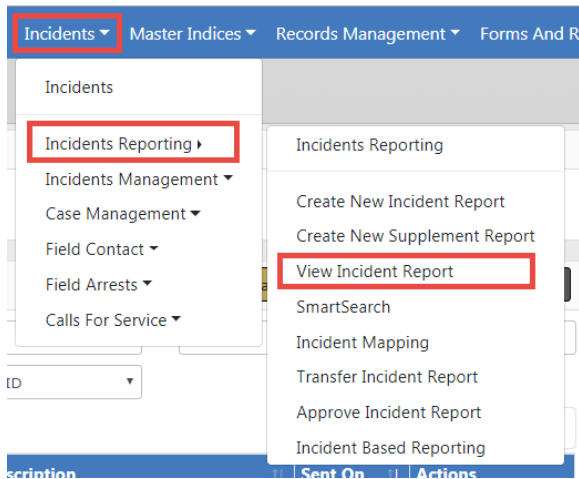 Incidents Master Indices Records Management Forms And R
Incidents
Incidents Reporting
Incidents Management
Case Management
Field Contact
Field Arrests
Calls For Service
Incidents Reporting
Create New Incident Report
Create New Supplement Report
View Incident Report
SmartSearch
Incident Mapping
Transfer Incident Report
Approve Incident Report
Incident Based Reporting
ID
scription Sent On Actions